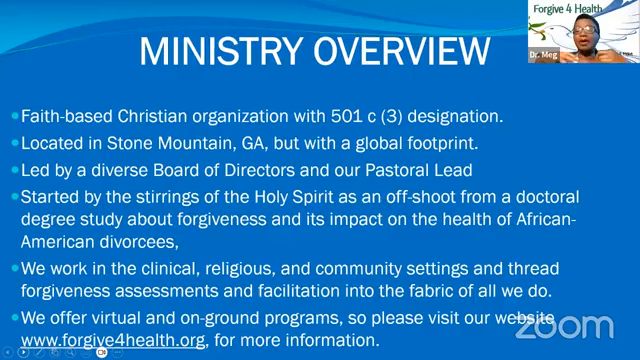 Forgive 4 Health
Dr. Meg
MINISTRY OVERVIEW
Faith-based Christian organization with 501 c (3) designation.
Located in Stone Mountain, GA, but with a global footprint.
Led by a diverse Board of Directors and our Pastoral Lead
Started by the stirrings of the Holy Spirit as an off-shoot from a doctoral
degree study about forgiveness and its impact on the health of African-
American divorcees,
We work in the clinical, religious, and community settings and thread
forgiveness assessments and facilitation into the fabric of all we do.
We offer virtual and on-ground programs, so please visit our website
www.forgive4health.org, for more information.
zoom